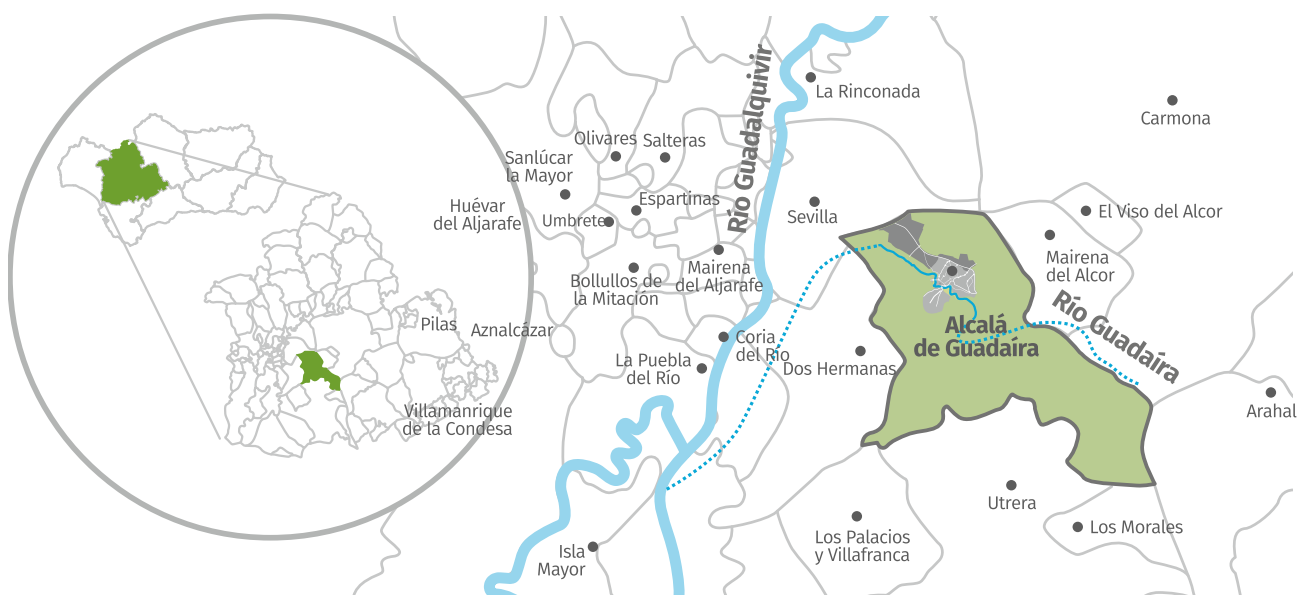 Río Guadalquivir
La Rinconada
Carmona
Olivares
Salteras
Sanlúcar
la Mayor
Espartinas
Huévar
del Aljarafe
Umbrete
Sevilla
El Viso del Alcor
Mairena
del Alcor
Mairena
del Aljarafe
Bollullos de
la Mitación
Río Guadaíra
Pilas
Aznalcázar
Coria
del Río
Alcalá
de Guadaíra
La Puebla
del Río
Dos Hermanas
Villamanrique
de la Condesa
Arahal
Utrera
Los Morales
Los Palacios
y Villafranca
Isla
Mayor